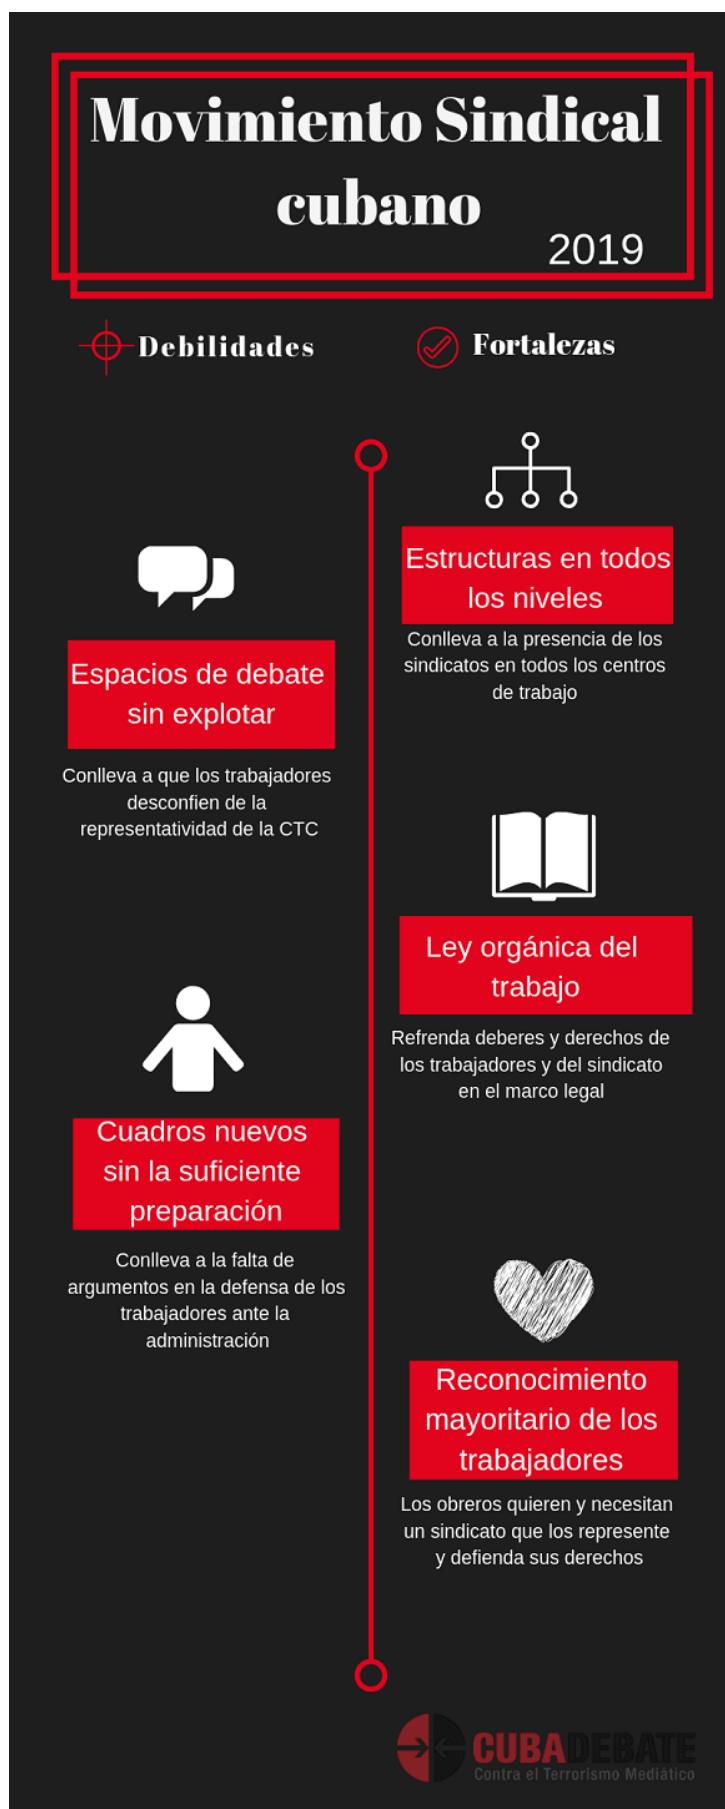 Movimiento Sindical
cubano
2019
Debilidades
Fortalezas
Estructuras en todos
los niveles
Conlleva a la presencia de los
sindicatos en todos los centros
de trabajo
Espacios de debate
sin explotar
Conlleva a que los trabajadores
desconfien de la
representatividad de la CTC
Ley orgánica del
trabajo
Refrenda deberes y derechos de
los trabajadores y del sindicato
en el marco legal
Cuadros nuevos
sin la suficiente
preparación
Conlleva a la falta de
argumentos en la defensa de los
trabajadores ante la
administración
Reconocimiento
mayoritario de los
trabajadores
Los obreros quieren y necesitan
un sindicato que los represente
y defienda sus derechos
CUBADEBATE
Contra el Terrorismo Mediático